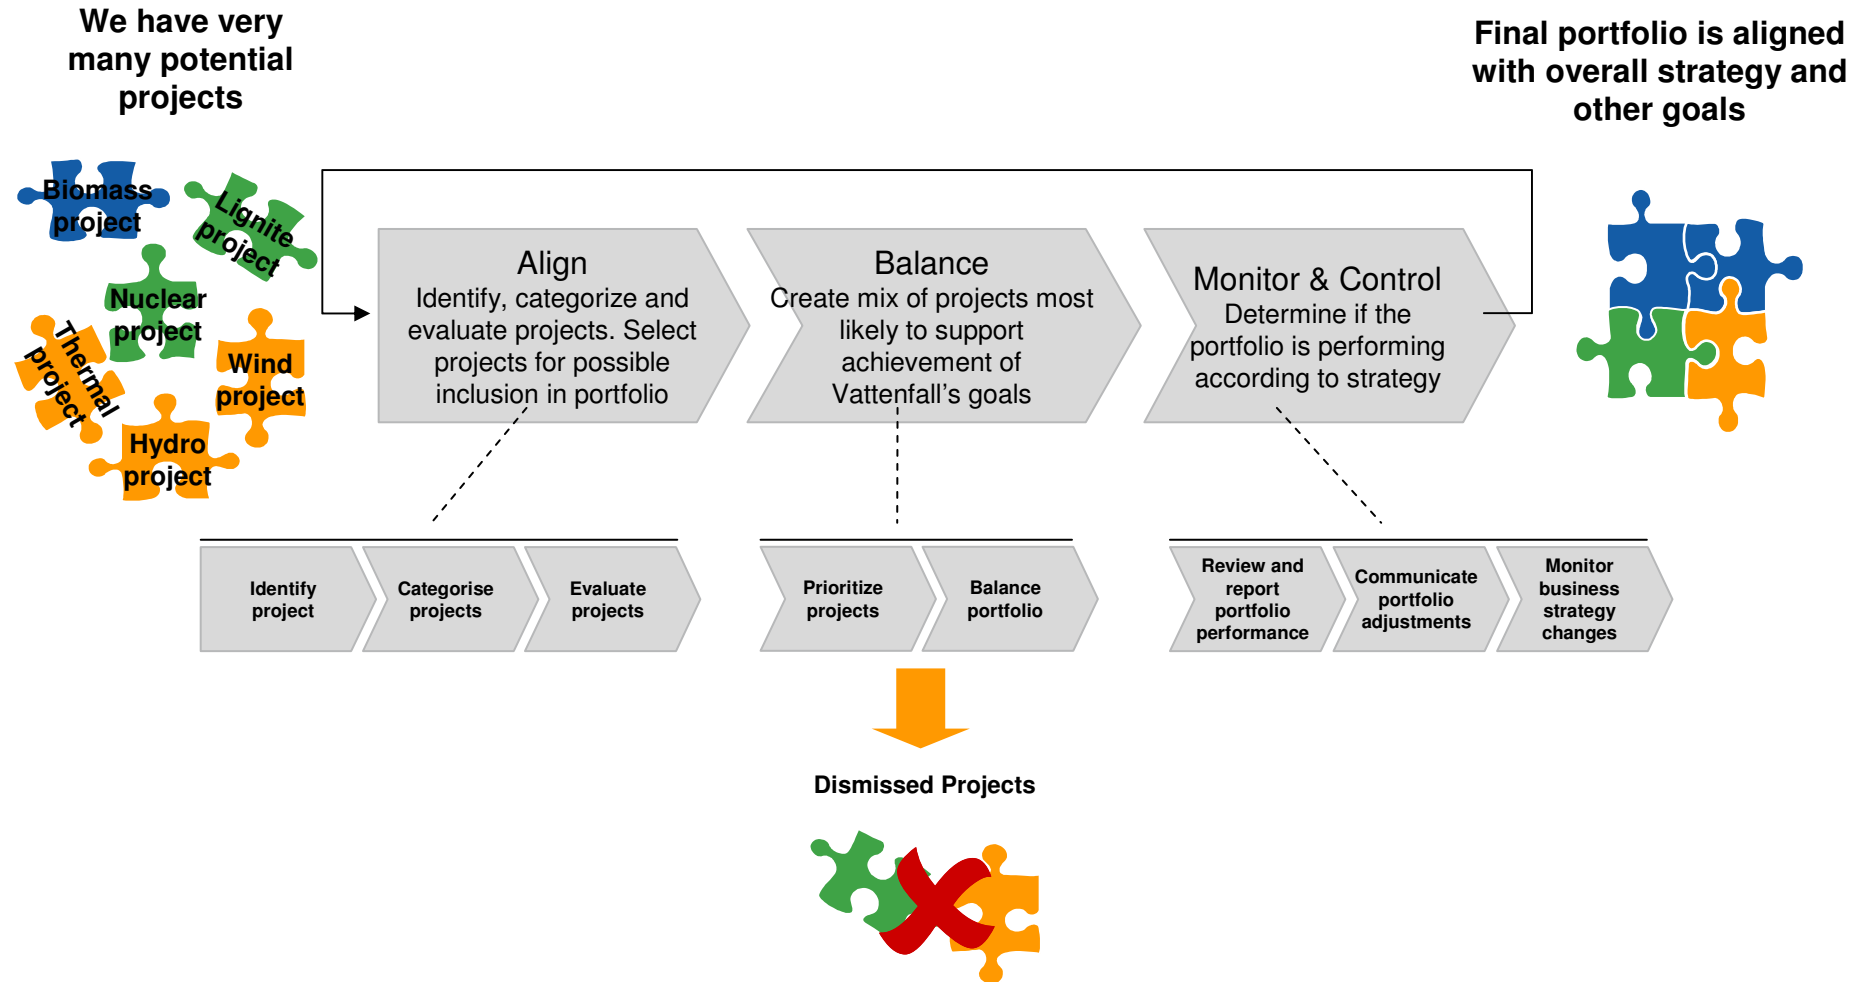 We have very
many potential
projects
Final portfolio is aligned
with overall strategy and
other goals
Biomass
project
Lignite
project
Nuclear
project
Thermal
project
Wind
project
Hydro
project
Align
Identify, categorize and
evaluate projects. Select
projects for possible
inclusion in portfolio
Balance
Create mix of projects most
likely to support
achievement of
Vattenfall's goals
Monitor & Control
Determine if the
portfolio is performing
according to strategy
Identify
project
Categorise
projects
Evaluate
projects
Prioritize
projects
Balance
portfolio
Review and
report
portfolio
performance
Communicate
portfolio
adjustments
Monitor
business
strategy
changes
Dismissed Projects